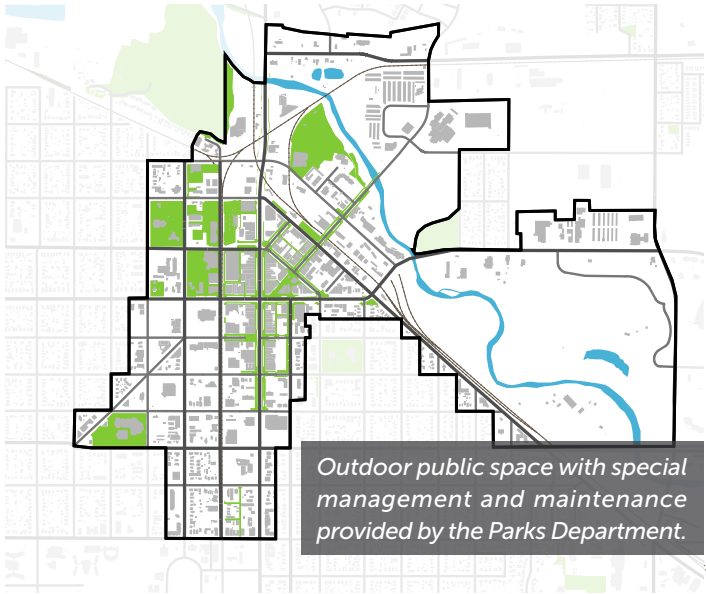 Outdoor public space with special
management and maintenance
provided by the Parks Department.